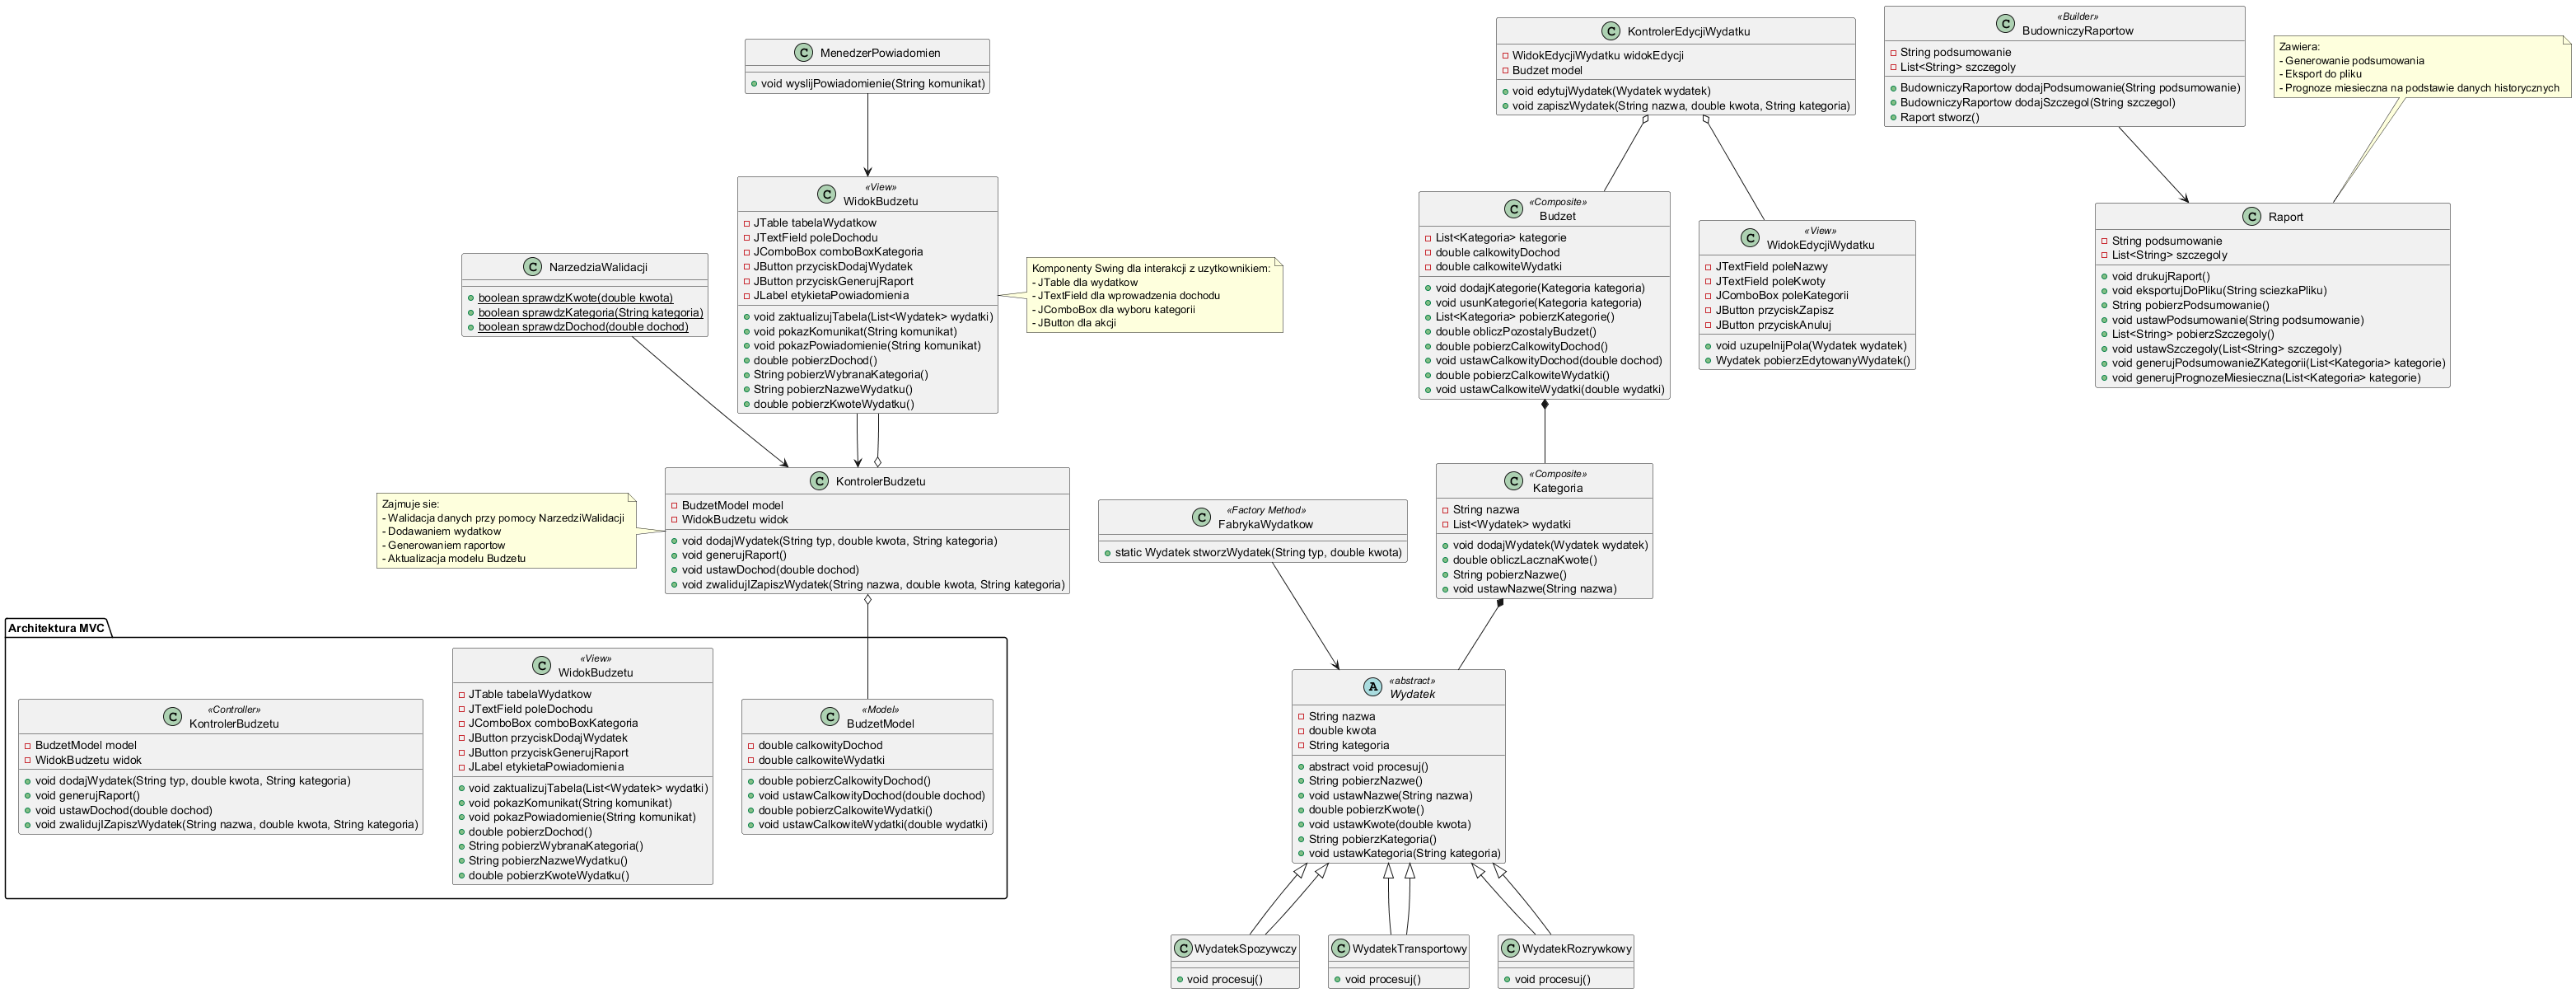 MenedzerPowiadomien
void wyslijPowiadomienie(String komunikat)
«View»
WidokBudzetu
JTable tabelaWydatkow
JTextField poleDochodu
JComboBox comboBoxKategoria
JButton przyciskDodajWydatek
JButton przyciskGenerujRaport
JLabel etykietaPowiadomienia
void zaktualizujTabela(List<Wydatek> wydatki)
void pokazKomunikat(String komunikat)
void pokazPowiadomienie(String komunikat)
double pobierzDochod()
String pobierzWybranaKategoria()
String pobierzNazweWydatku()
double pobierzKwoteWydatku()
Komponenty Swing dla interakcji z uzytkownikiem:
- JTable dla wydatkow
- JTextField dla wprowadzenia dochodu
- JComboBox dla wyboru kategorii
- JButton dla akcji
NarzedziaWalidacji
boolean sprawdzKwote(double kwota)
boolean sprawdzKategoria(String kategoria)
boolean sprawdzDochod(double dochod)
KontrolerBudzetu
BudzetModel model
WidokBudzetu widok
void dodajWydatek(String typ, double kwota, String kategoria)
void generujRaport()
void ustawDochod(double dochod)
void zwalidujIZapiszWydatek(String nazwa, double kwota, String kategoria)
Zajmuje sie:
- Walidacja danych przy pomocy NarzedziWalidacji
- Dodawaniem wydatkow
- Generowaniem raportow
- Aktualizacja modelu Budzetu
Architektura MVC
«Controller»
KontrolerBudzetu
BudzetModel model
WidokBudzetu widok
void dodajWydatek(String typ, double kwota, String kategoria)
void generujRaport()
void ustawDochod(double dochod)
void zwalidujIZapiszWydatek(String nazwa, double kwota, String kategoria)
«View»
WidokBudzetu
JTable tabelaWydatkow
JTextField poleDochodu
JComboBox comboBoxKategoria
JButton przyciskDodajWydatek
JButton przyciskGenerujRaport
JLabel etykietaPowiadomienia
void zaktualizujTabela(List<Wydatek> wydatki)
void pokazKomunikat(String komunikat)
void pokazPowiadomienie(String komunikat)
double pobierzDochod()
String pobierzWybranaKategoria()
String pobierzNazweWydatku()
double pobierzKwoteWydatku()
«Model»
BudzetModel
double calkowityDochod
double calkowiteWydatki
double pobierzCalkowityDochod()
void ustawCalkowityDochod(double dochod)
double pobierzCalkowiteWydatki()
void ustawCalkowiteWydatki(double wydatki)
KontrolerEdycjiWydatku
WidokEdycjiWydatku widokEdycji
Budzet model
void edytujWydatek(Wydatek wydatek)
void zapiszWydatek(String nazwa, double kwota, String kategoria)
«Composite»
Budzet
List<Kategoria> kategorie
double calkowityDochod
double calkowiteWydatki
void dodajKategorie(Kategoria kategoria)
void usunKategorie(Kategoria kategoria)
List<Kategoria> pobierzKategorie()
double obliczPozostalyBudzet()
double pobierzCalkowityDochod()
void ustawCalkowityDochod(double dochod)
double pobierzCalkowiteWydatki()
void ustawCalkowiteWydatki(double wydatki)
«View»
WidokEdycjiWydatku
JTextField poleNazwy
JTextField poleKwoty
JComboBox poleKategorii
JButton przyciskZapisz
JButton przyciskAnuluj
void uzupelnijPola(Wydatek wydatek)
Wydatek pobierzEdytowanyWydatek()
«Composite»
Kategoria
String nazwa
List<Wydatek> wydatki
void dodajWydatek(Wydatek wydatek)
double obliczLacznaKwote()
String pobierzNazwe()
void ustawNazwe(String nazwa)
«Factory Method»
FabrykaWydatkow
static Wydatek stworzWydatek(String typ, double kwota)
A
«abstract»
Wydatek
String nazwa
double kwota
String kategoria
abstract void procesuj()
String pobierzNazwe()
void ustawNazwe(String nazwa)
double pobierzKwote()
void ustawKwote(double kwota)
String pobierzKategoria()
void ustawKategoria(String kategoria)
C WydatekSpozywczy
void procesuj()
C WydatekTransportowy
void procesuj()
C WydatekRozrywkowy
void procesuj()
«Builder»
BudowniczyRaportow
String podsumowanie
List<String> szczegoly
BudowniczyRaportow dodajPodsumowanie(String podsumowanie)
BudowniczyRaportow dodajSzczegol(String szczegol)
Raport stworz()
Zawiera:
- Generowanie podsumowania
- Eksport do pliku
- Prognoze miesieczna na podstawie danych historycznych
Raport
String podsumowanie
List<String> szczegoly
void drukujRaport()
void eksportujDoPliku(String sciezkaPliku)
String pobierzPodsumowanie()
void ustawPodsumowanie(String podsumowanie)
List<String> pobierzSzczegoly()
void ustawSzczegoly(List<String> szczegoly)
void generujPodsumowanieZKategorii(List<Kategoria> kategorie)
void generujPrognozeMiesieczna(List<Kategoria> kategorie)